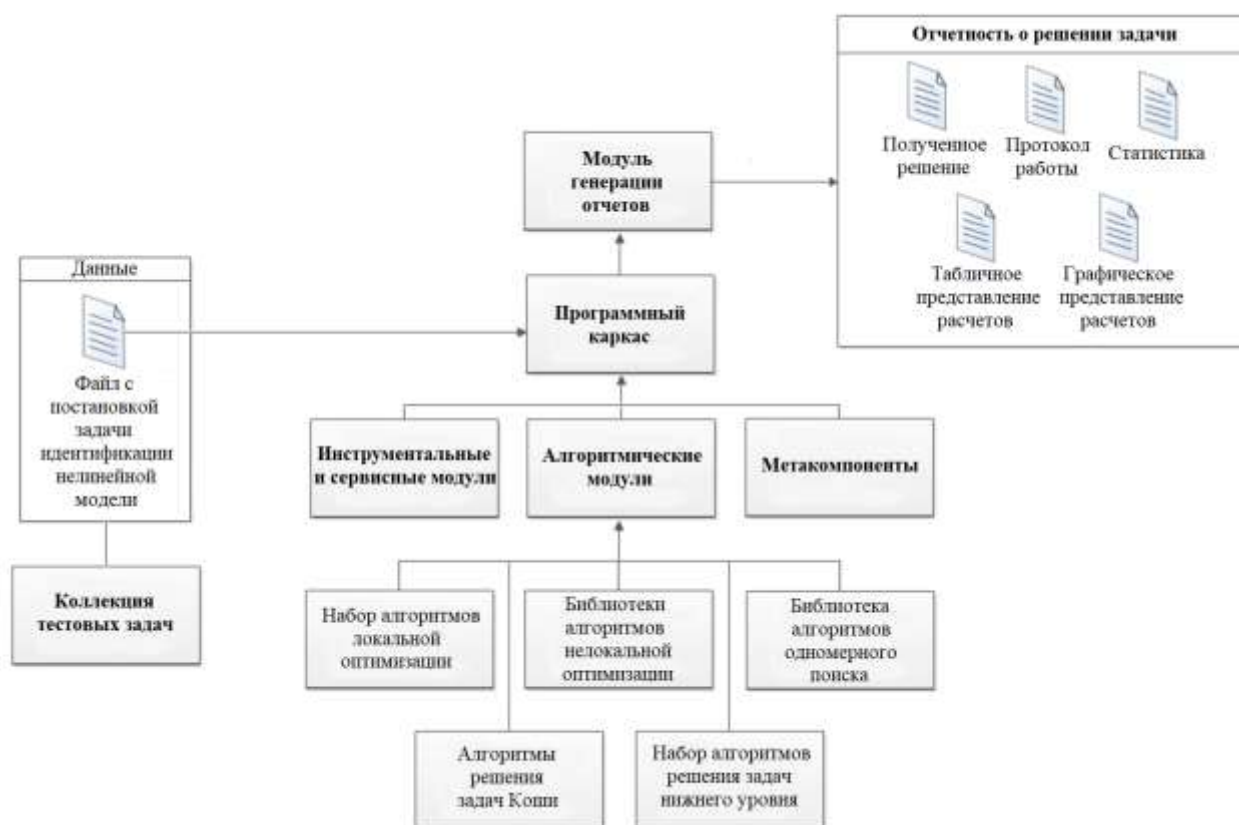 Отчетность о решении задачи
Полученное
решение
Протокол
работы
Статистика
Табличное
представление
расчетов
Графическое
представление
расчетов
Модуль
генерации
отчетов
Данные
Файл с
постановкой
задачи
идентификации
нелинейной
модели
Программный
каркас
Инструментальные
и сервисные модули
Алгоритмические
модули
Метакомпоненты
Коллекция
тестовых задач
Набор алгоритмов
локальной
оптимизации
Библиотеки
алгоритмов
нелокальной
оптимизации
Библиотека
алгоритмов
одномерного
поиска
Алгоритмы
решения
задач Коши
Набор алгоритмов
решения задач
нижнего уровня